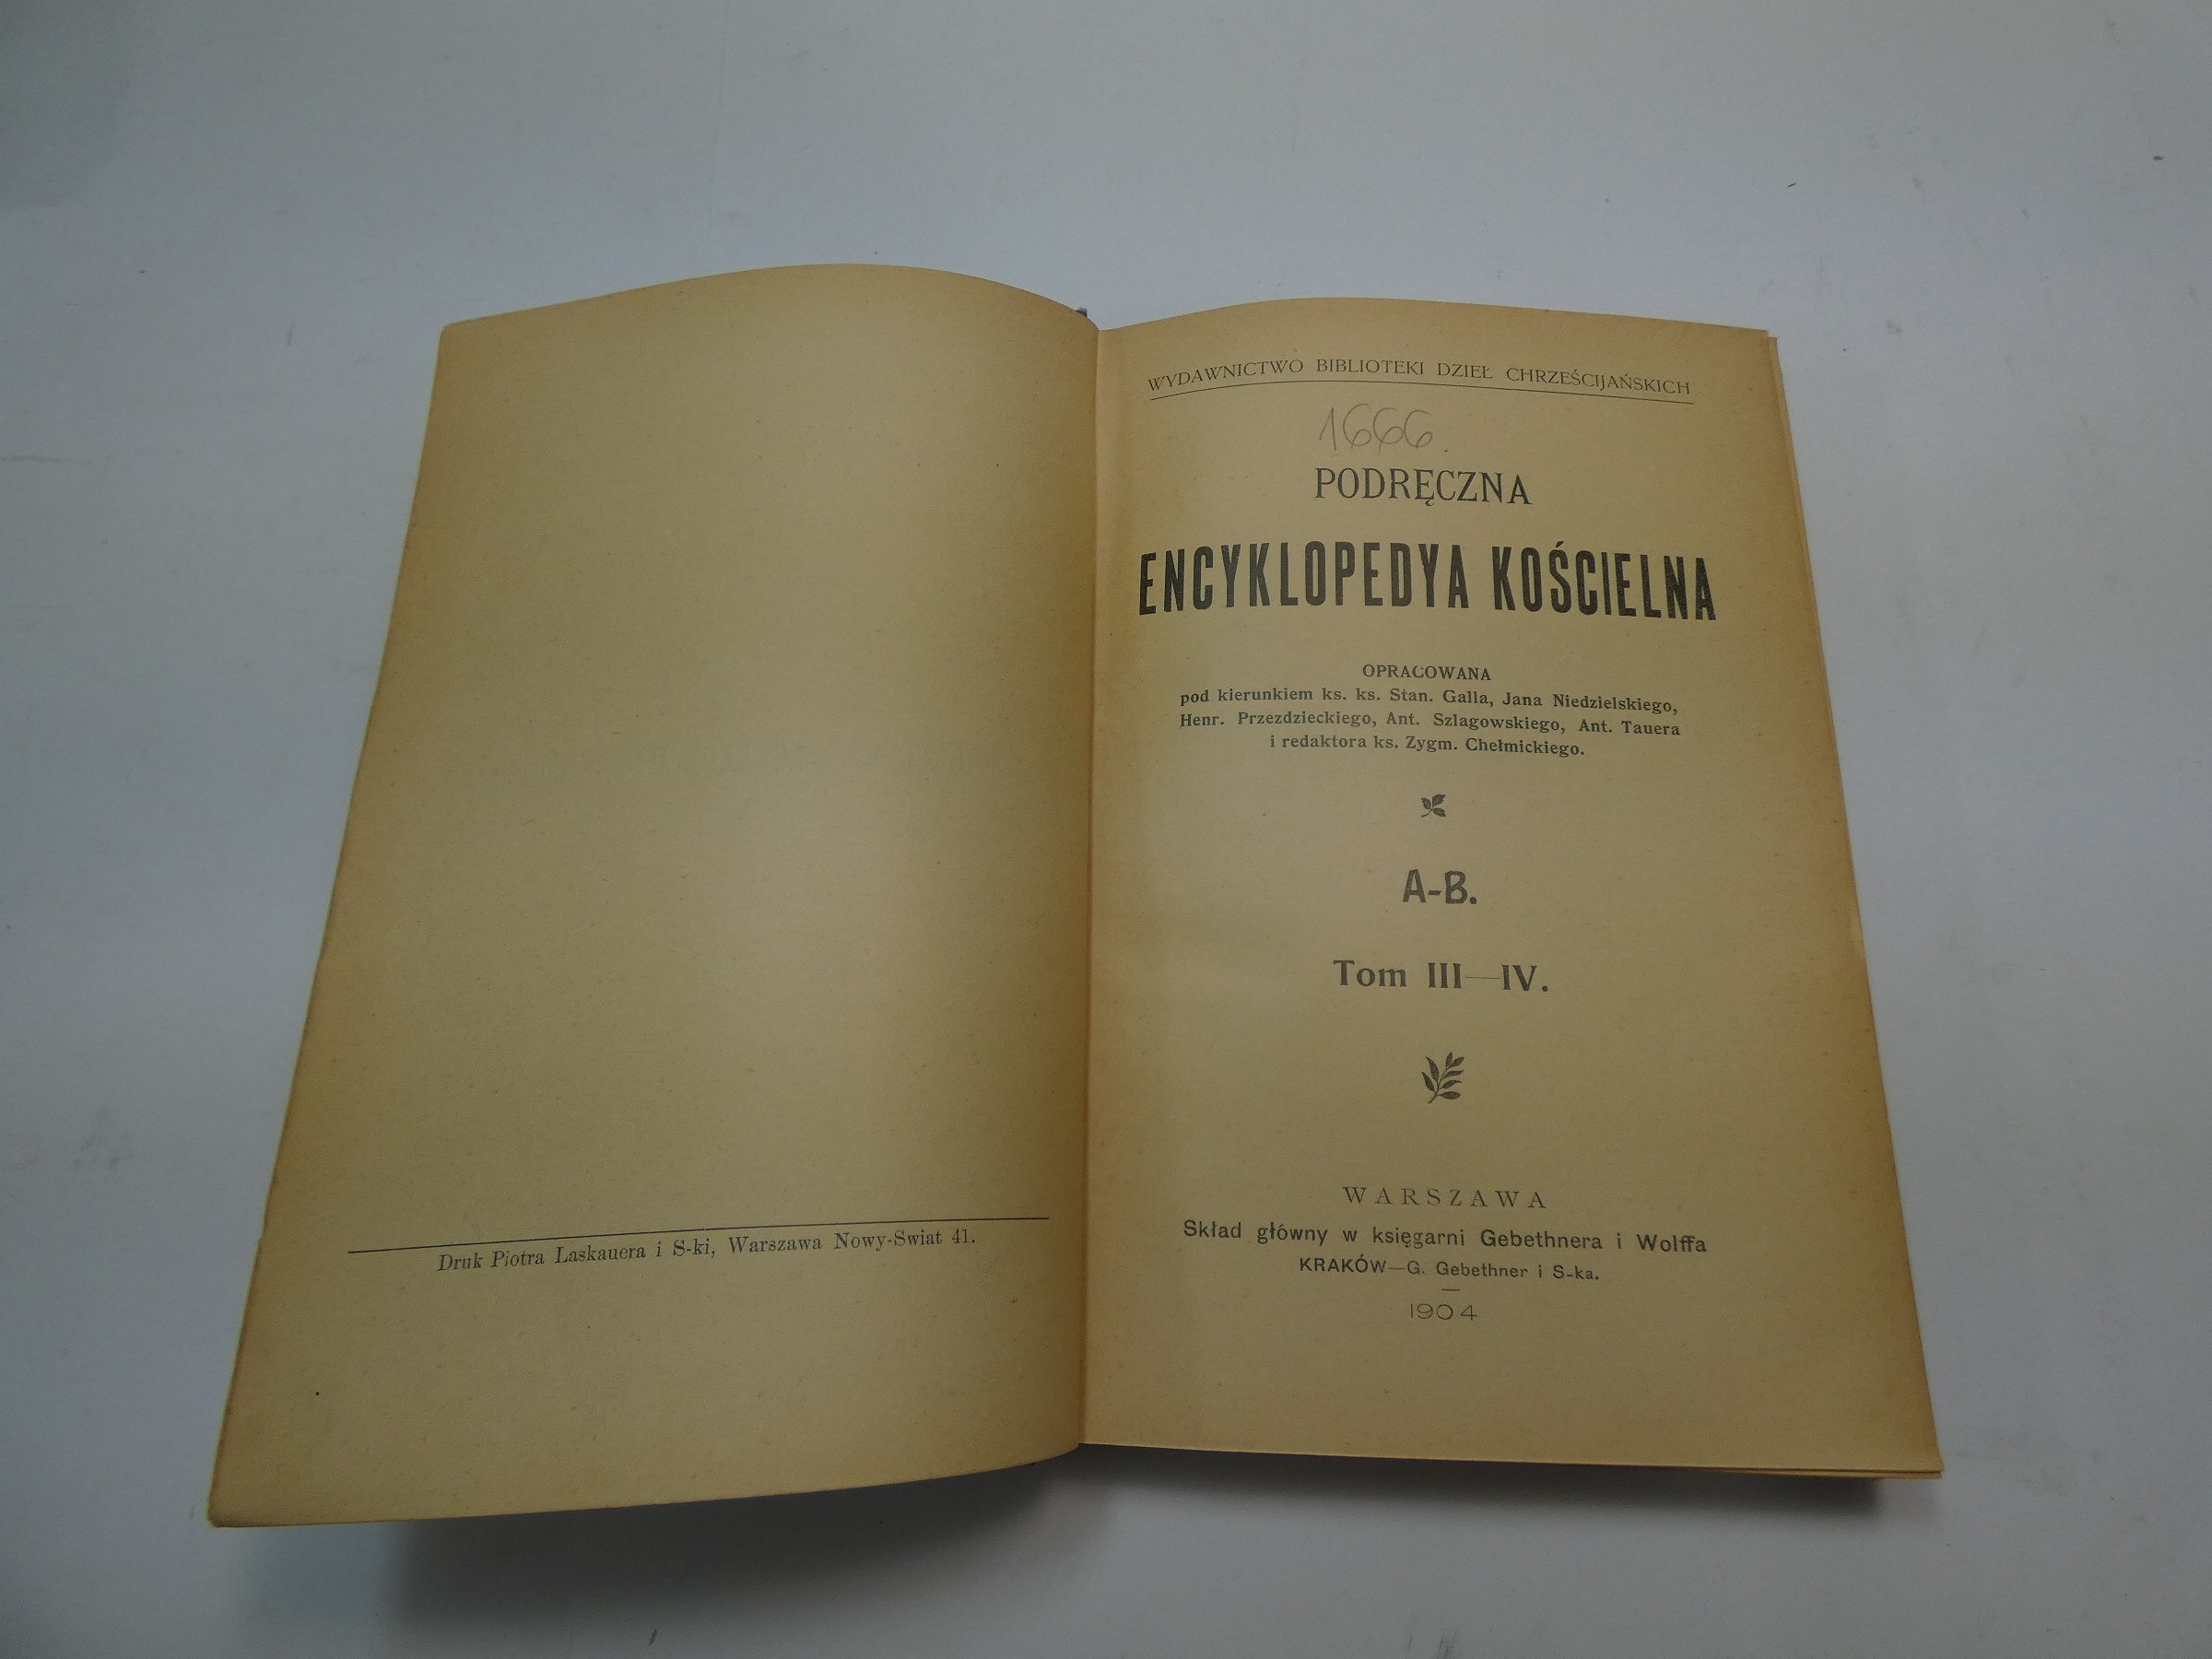 Druk Piotra Laskauera i S-ki, Warszawa Nowy-Swiat 41.
WYDAWNICTWO BIBLIOTEKI DZIEŁ CHRZEŚCIJAŃSKICH
1666.
PODRĘCZNA
ENCYKLOPEDYA KOŚCIELNA
OPRACOWANA
pod kierunkiem ks. ks. Stan. Galla, Jana Niedzielskiego,
Henr. Przezdzieckiego, Ant. Szlagowskiego, Ant. Tauera
i redaktora ks. Zygm. Chełmickiego.
A-B.
Tom III—IV.
WARSZAWA
Skład główny w księgarni Gebethnera i Wolffa
KRAKÓW—G. Gebethner i S-ka.
1904